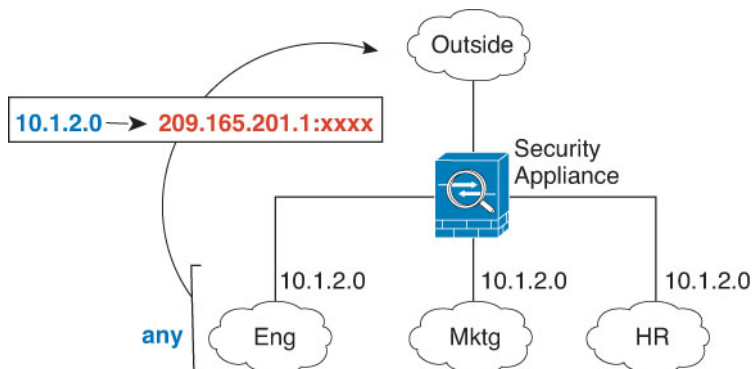 Outside
10.1.2.0 209.165.201.1:xxxx
Security
Appliance
10.1.2.0 10.1.2.0 10.1.2.0
any Eng Mktg HR